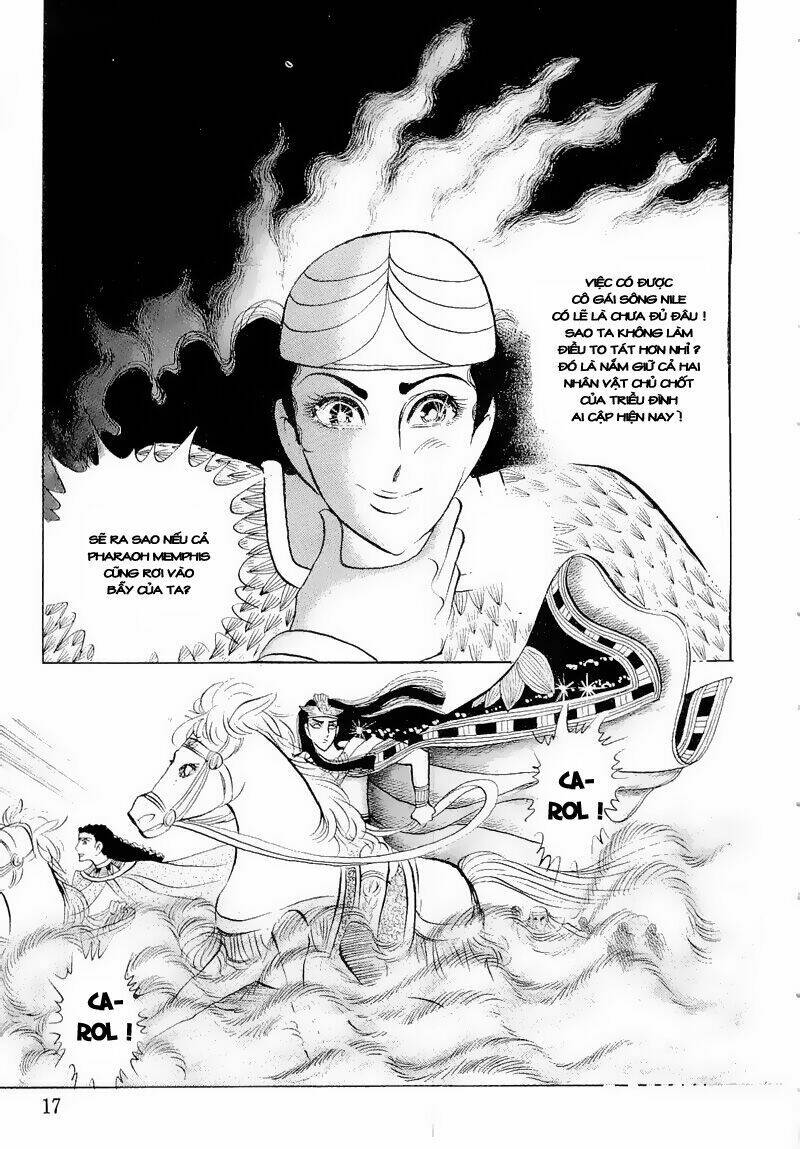 VIỆC CÓ ĐƯỢC
CÔ GÁI SÔNG NILE
CÓ LẼ LÀ CHƯA ĐỦ ĐÂU !
SAO TA KHÔNG LÀM
ĐIỀU TO TÁT HƠN NHỈ ?
ĐÓ LÀ NẮM GIỮ CẢ HAI
NHÂN VẬT CHỦ CHỐT
CỦA TRIỀU ĐÌNH
AI CẬP HIỆN NAY !
SẼ RA SAO NẾU CẢ
PHARAOH MEMPHIS
CŨNG RƠI VÀO
BẪY CỦA TA?
CA-
ROL !
CA-
ROL !
17